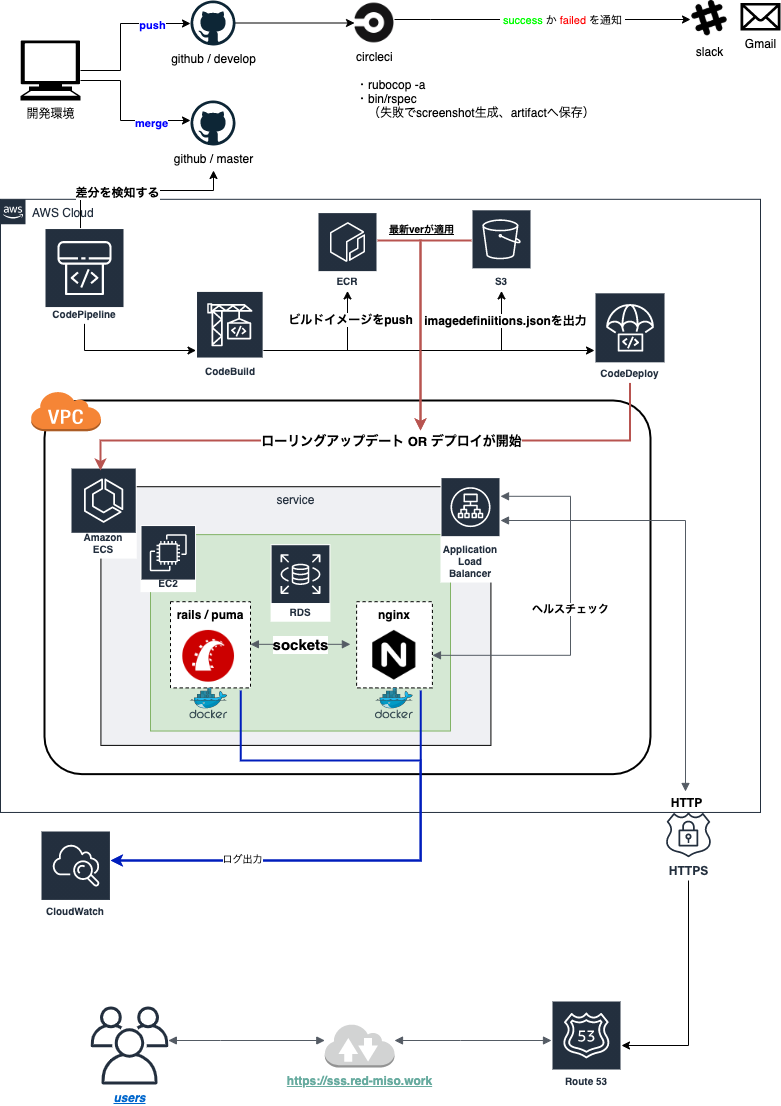 push
github / develop
circleci
success か failed を通知
slack
Gmail
開発環境
・rubocop -a
・bin/rspec
（失敗でscreenshot生成、artifactへ保存）
merge
github / master
差分を検知する
aws
AWS Cloud
最新verが適用
ECR
S3
CodePipeline
ビルドイメージをpush
imagedefiniitions.jsonを出力
CodeBuild
CodeDeploy
VPC
ローリングアップデート OR デプロイが開始
service
Amazon
ECS
Application
Load
Balancer
EC2
RDS
ヘルスチェック
rails / puma
nginx
sockets
N
docker
docker
HTTP
HTTPS
ログ出力
CloudWatch
53
Route 53
https://sss.red-miso.work
users